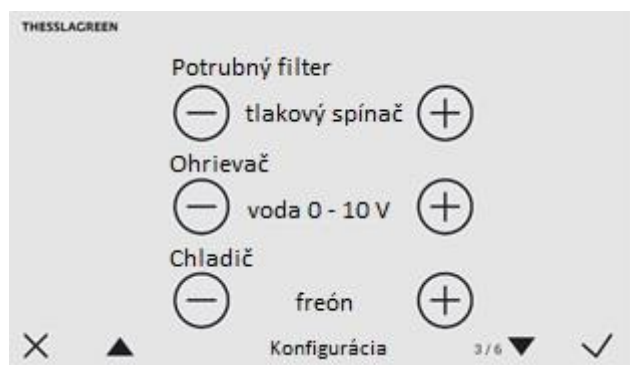 THESSLAGREEN
Potrubný filter
tlakový spínač
Ohrievač
voda 0 - 10 V
Chladič
freón
Konfigurácia 3/6